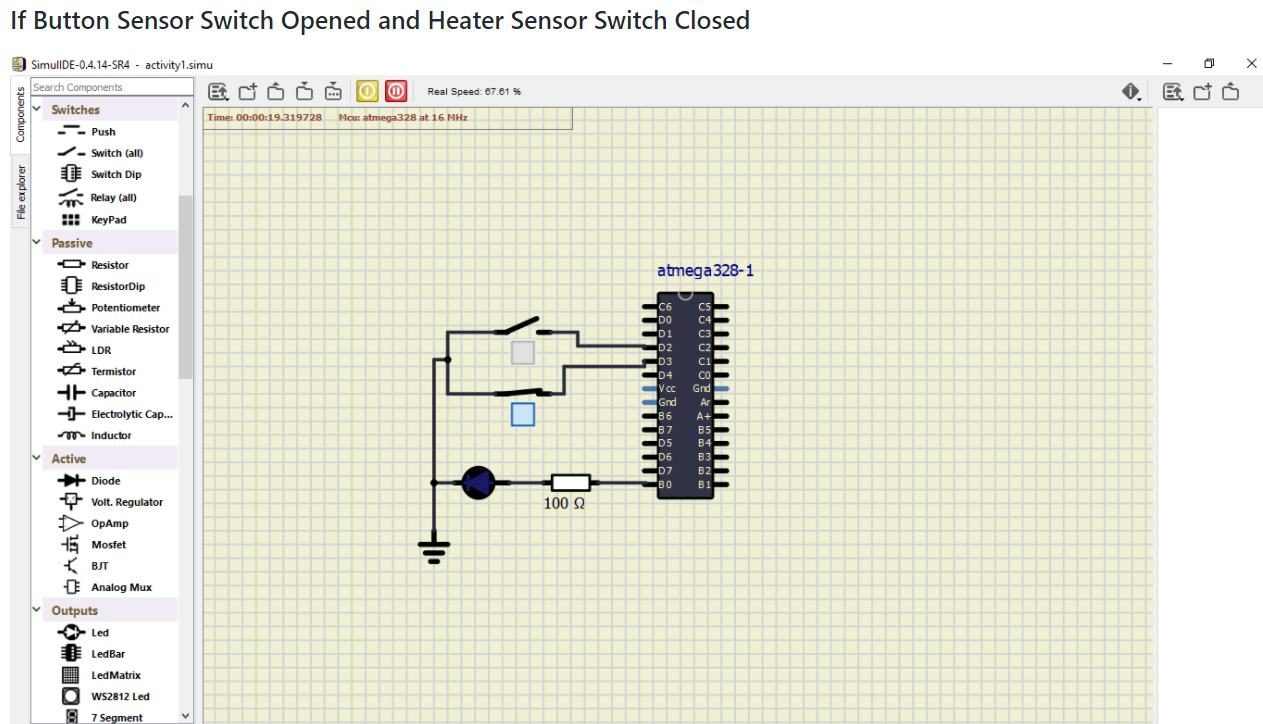 If Button Sensor Switch Opened and Heater Sensor Switch Closed
SimulIDE-0.4.14-SR4 - activity1.simu
Components
File explorer
Search Components
Switches
Push
Switch (all)
Switch Dip
Relay (all)
KeyPad
Passive
Resistor
ResistorDip
Potentiometer
Variable Resistor
LDR
Termistor
Capacitor
Electrolytic Cap...
Inductor
Active
Diode
Volt. Regulator
OpAmp
Mosfet
BJT
Analog Mux
Outputs
Led
LedBar
LedMatrix
WS2812 Led
7 Segment
Real Speed: 67.61 %
Time: 00:00:19.319728 Mcu: atmega328 at 16 MHz
atmega328-1
C6 C5
D0 C4
D1 C3
D2 C2
D3 C1
D4 C0
Vcc Gnd
Gnd Ar
B6 A+
B7 B5
D5 B4
D6 B3
D7 B2
B0 B1
100 Ω